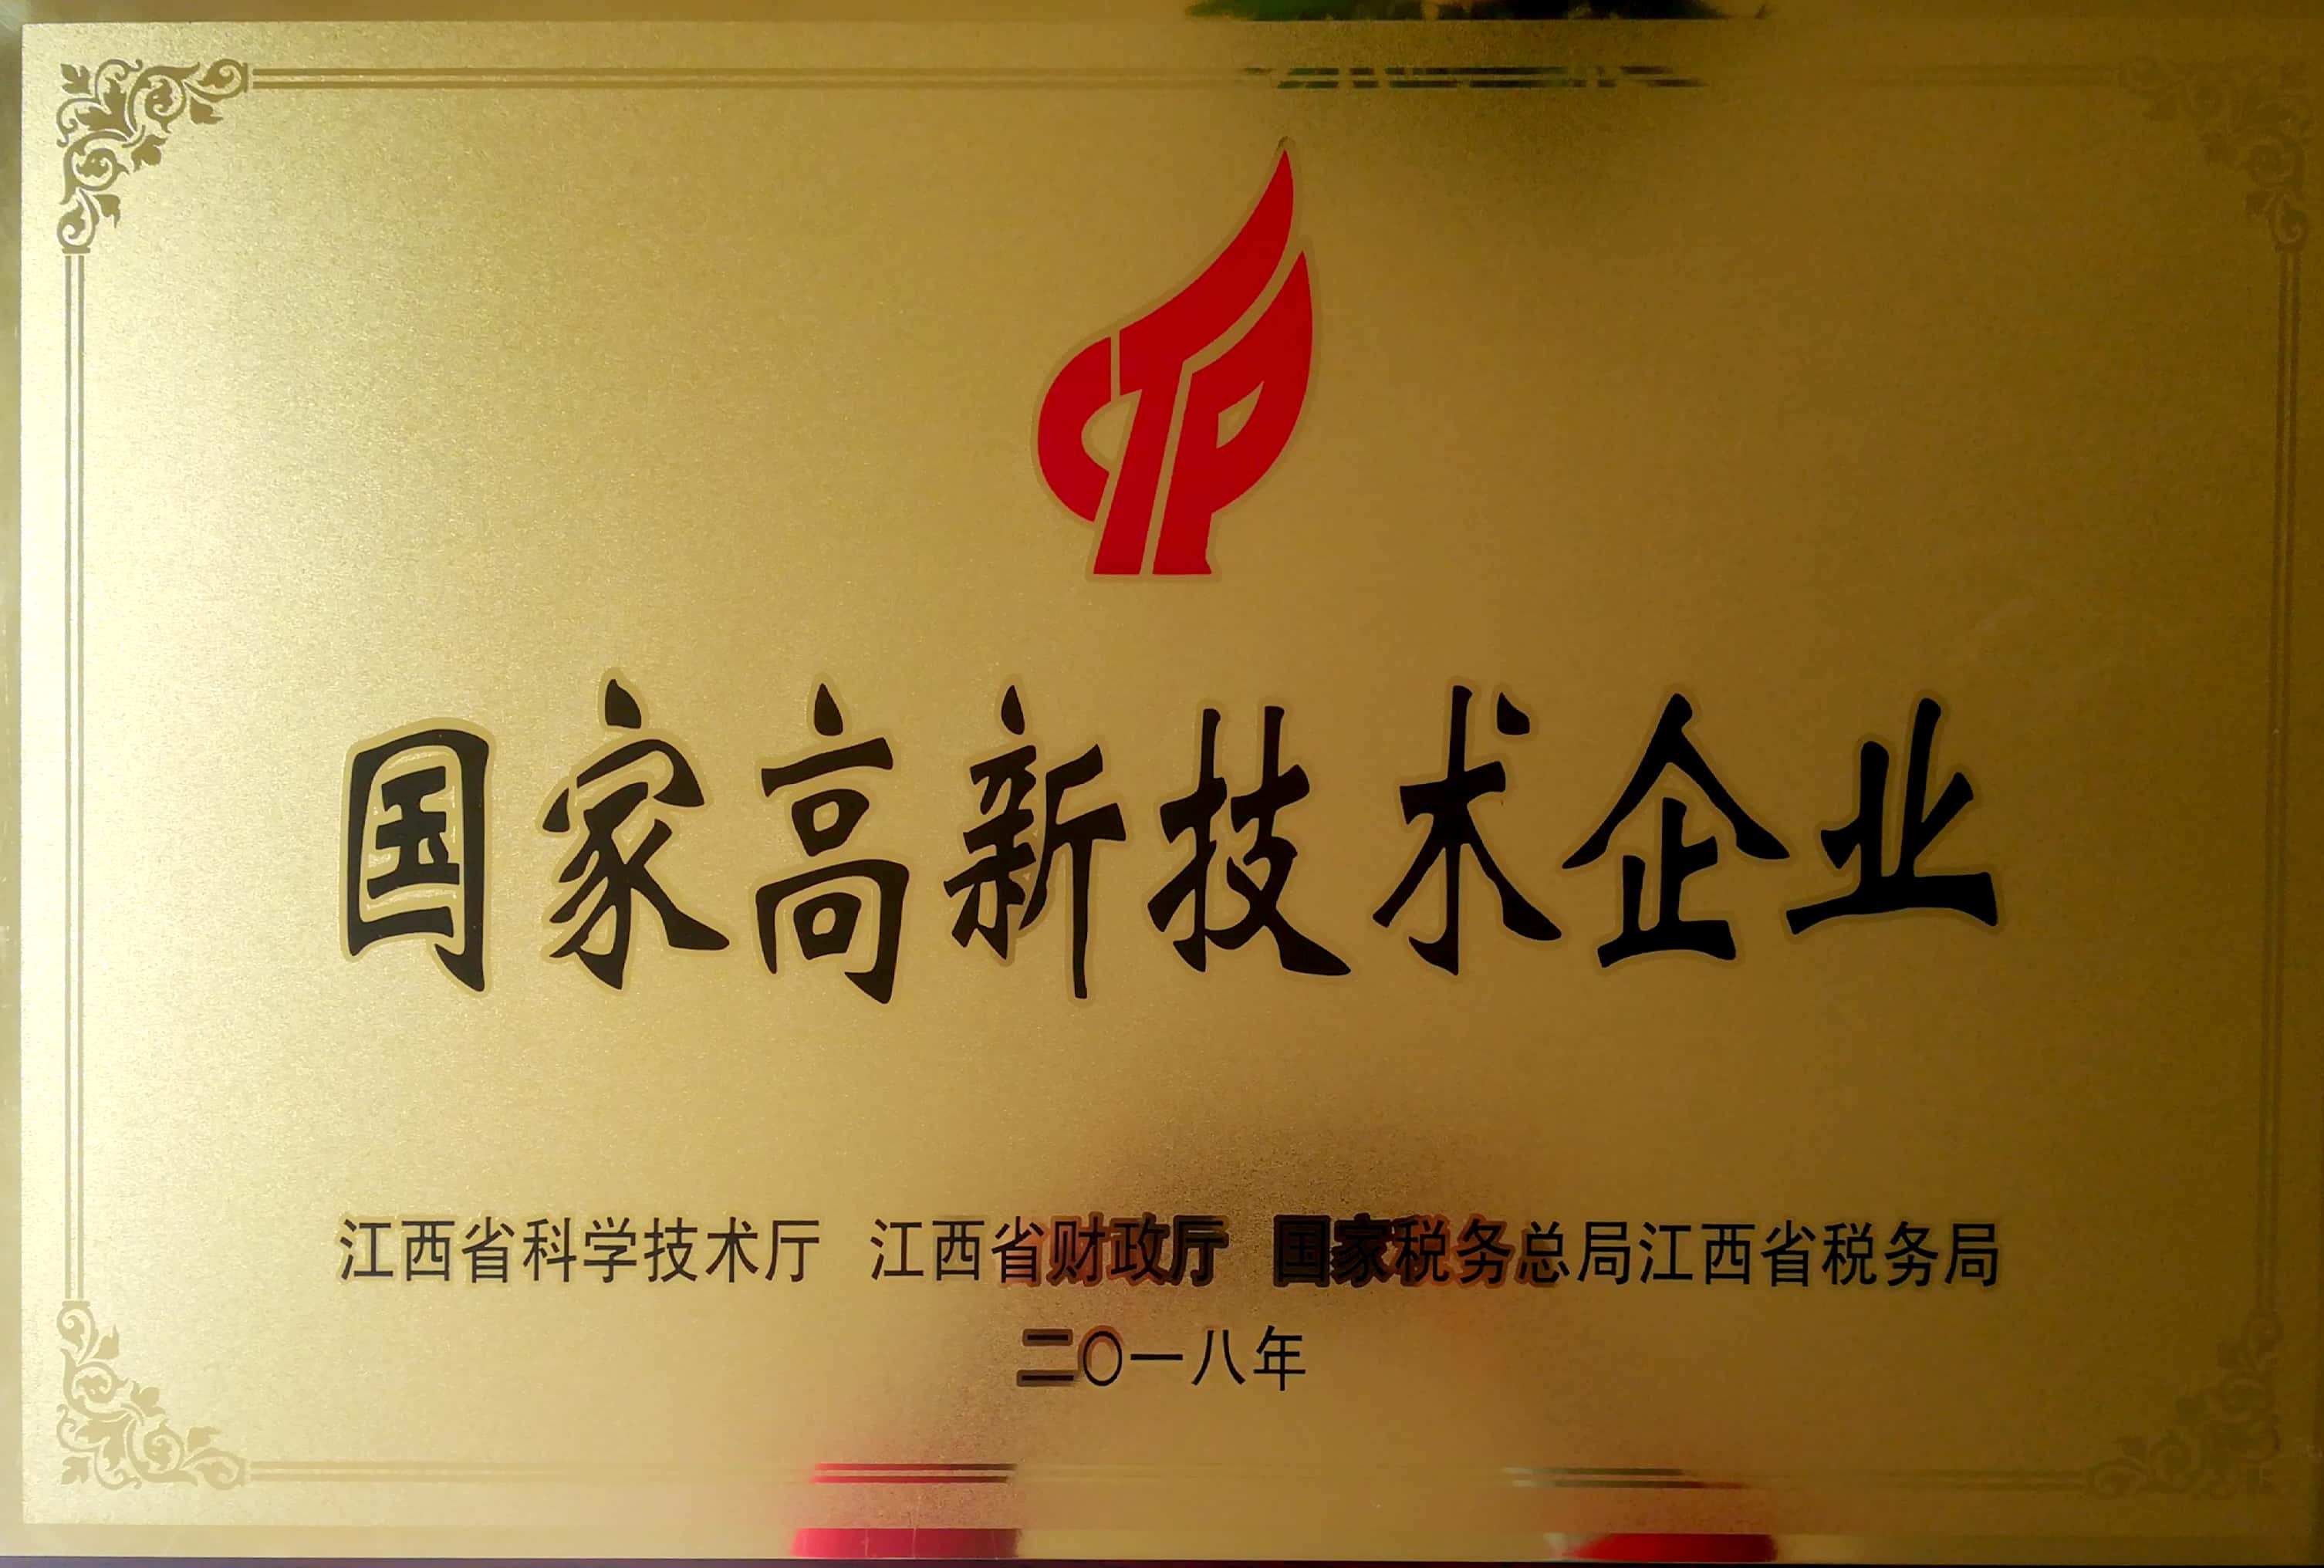 CTP
国家高新技术企业
江西省科学技术厅 江西省财政厅 国家税务总局江西省税务局
二〇一八年